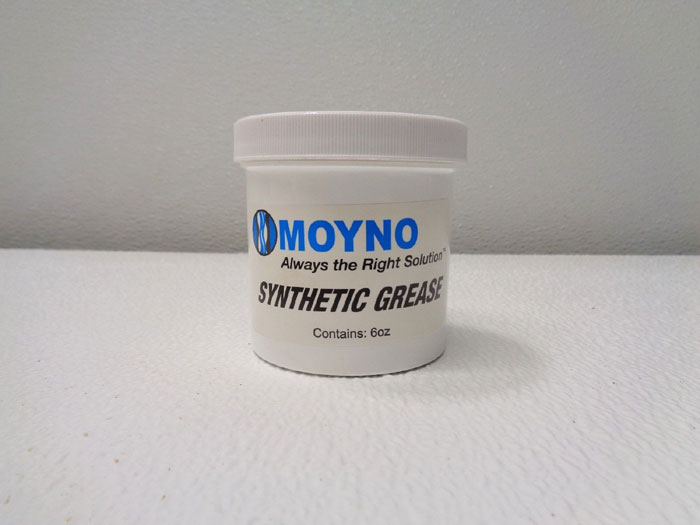 MOYNO
Always the Right Solution™
SYNTHETIC GREASE
Contains: 6oz